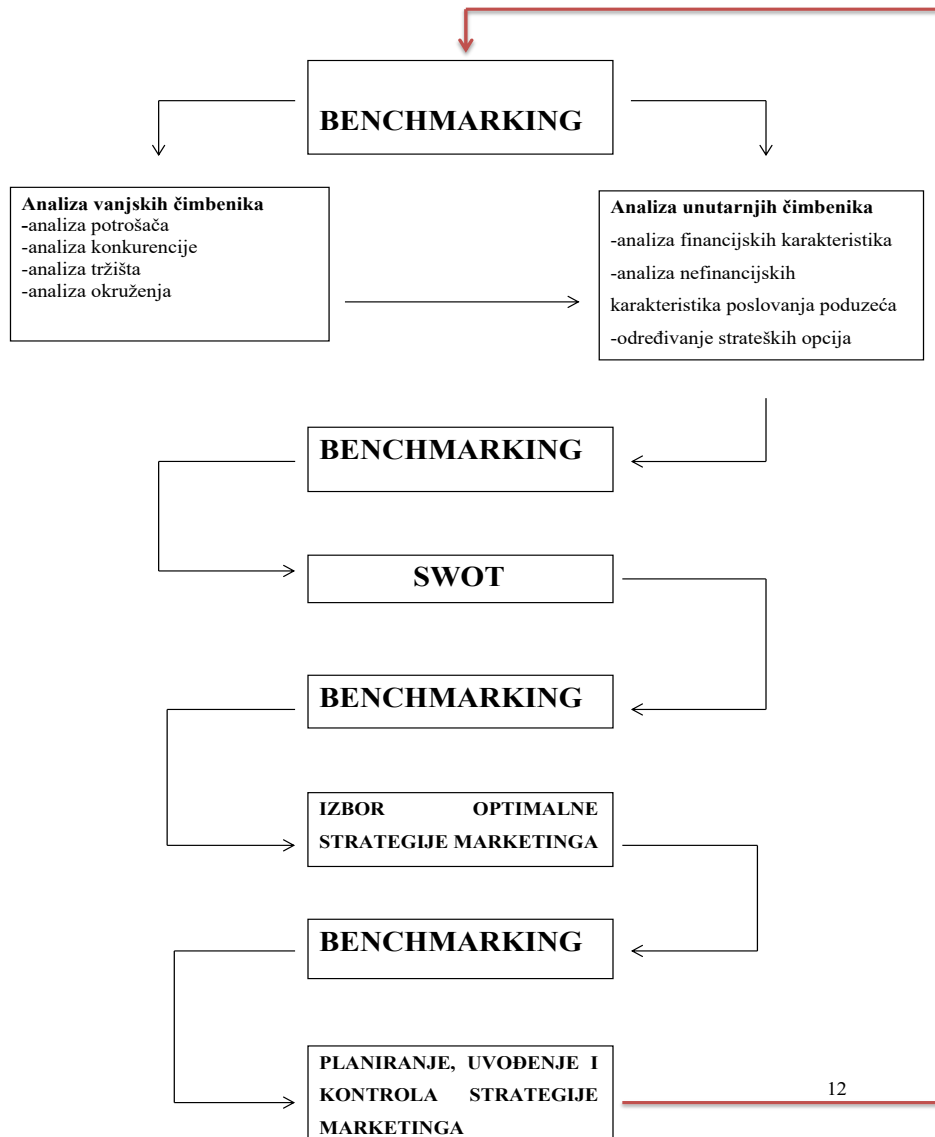 BENCHMARKING
Analiza vanjskih čimbenika
-analiza potrošača
-analiza konkurencije
-analiza tržišta
-analiza okruženja
Analiza unutarnjih čimbenika
-analiza financijskih karakteristika
-analiza nefinancijskih
karakteristika poslovanja poduzeća
-određivanje strateških opcija
BENCHMARKING
SWOT
BENCHMARKING
IZBOR OPTIMALNE
STRATEGIJE MARKETINGA
BENCHMARKING
PLANIRANJE, UVOĐENJE I
KONTROLA STRATEGIJE
MARKETINGA
12